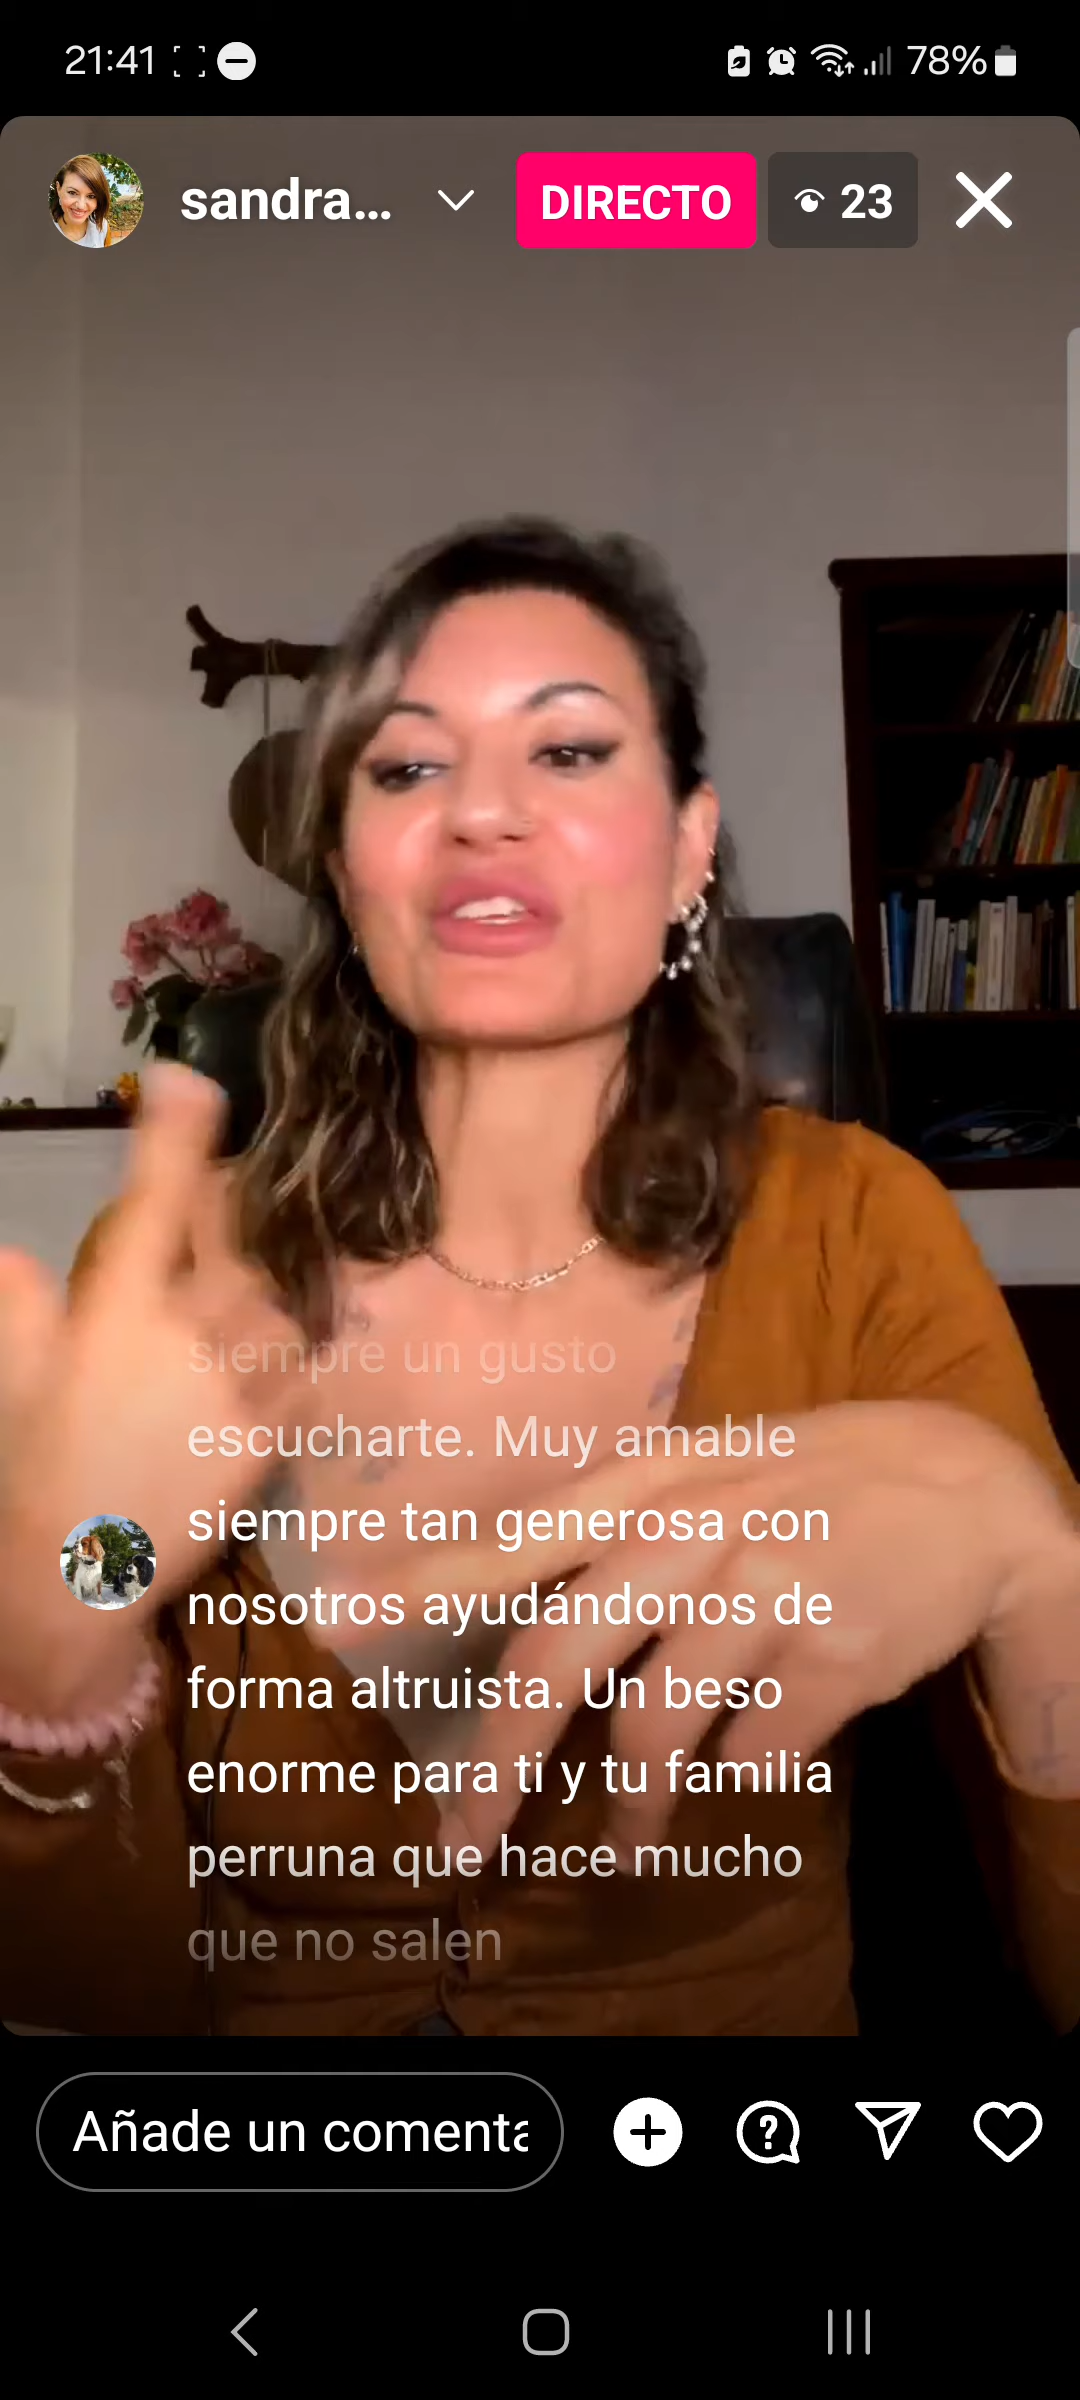 21:41
78%
sandra...
DIRECTO
23
siempre un gusto
escucharte. Muy amable
siempre tan generosa con
nosotros ayudándonos de
forma altruista. Un beso
enorme para ti y tu familia
perruna que hace mucho
que no salen
Añade un comenta